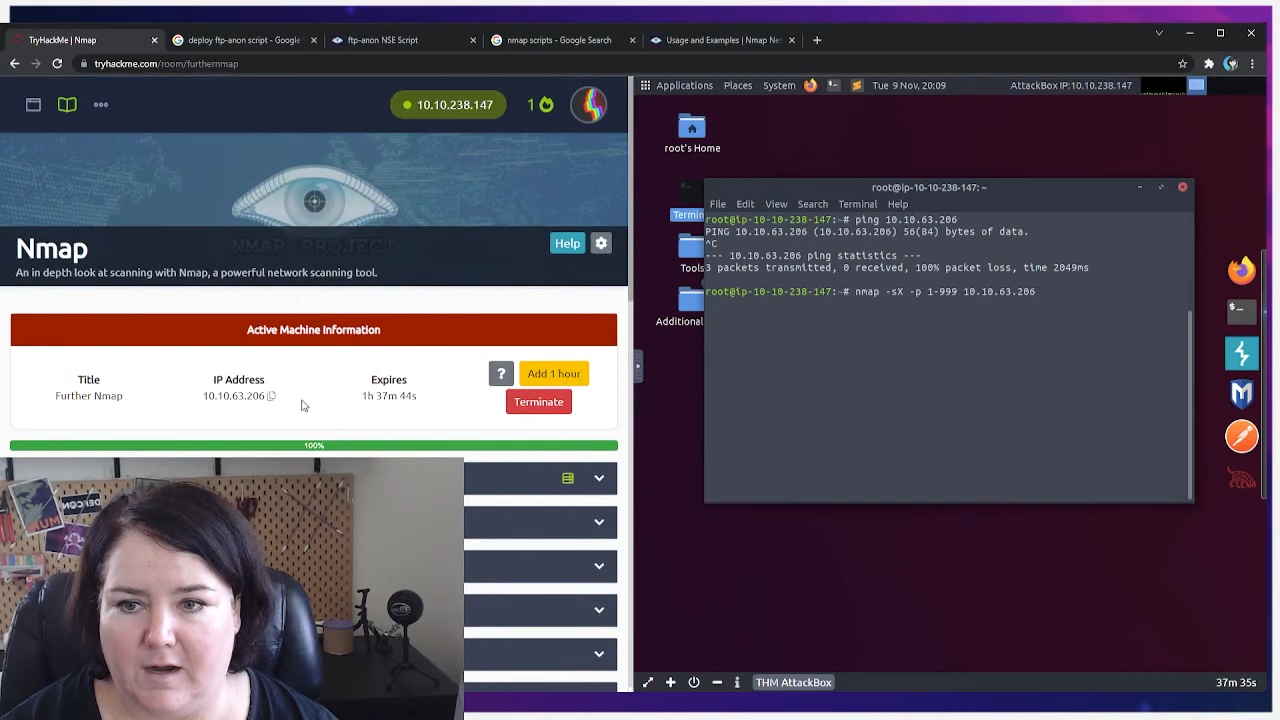 TryHackMe | Nmap
deploy ftp-anon script - Google
ftp-anon NSE Script
nmap scripts - Google Search
Usage and Examples | Nmap Net
tryhackme.com/room/furthernmap
10.10.238.147
1
Applications Places System
Tue 9 Nov, 20:09
AttackBox IP:10.10.238.147
root's Home
NMAP PROJECT
Nmap
Help
An in depth look at scanning with Nmap, a powerful network scanning tool.
Active Machine Information
Title
IP Address
Expires
?
Add 1 hour
Further Nmap
10.10.63.206
1h 37m 44s
Terminate
100%
Termin
Tools
Additional
root@ip-10-10-238-147: ~
File Edit View Search Terminal Help
root@ip-10-10-238-147:~# ping 10.10.63.206
PING 10.10.63.206 (10.10.63.206) 56(84) bytes of data.
^C
--- 10.10.63.206 ping statistics ---
3 packets transmitted, 0 received, 100% packet loss, time 2049ms
root@ip-10-10-238-147:~# nmap -sX -p 1-999 10.10.63.206
DEFCON
THM AttackBox
37m 35s